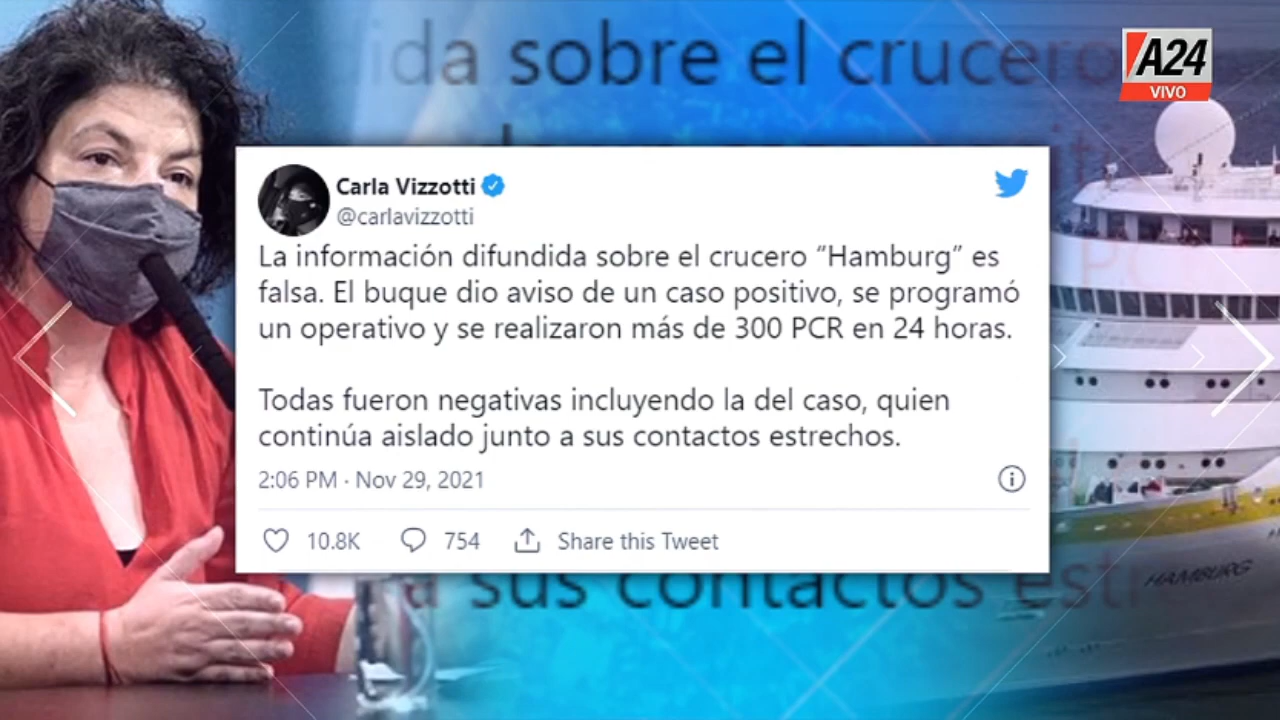 ida sobre el crucero
A24
VIVO
Carla Vizzotti
@carlavizzotti
La información difundida sobre el crucero “Hamburg” es
falsa. El buque dio aviso de un caso positivo, se programó
un operativo y se realizaron más de 300 PCR en 24 horas.
Todas fueron negativas incluyendo la del caso, quien
continúa aislado junto a sus contactos estrechos.
2:06 PM · Nov 29, 2021
10.8K
754
Share this Tweet
a sus contactos estr
HAMBURG